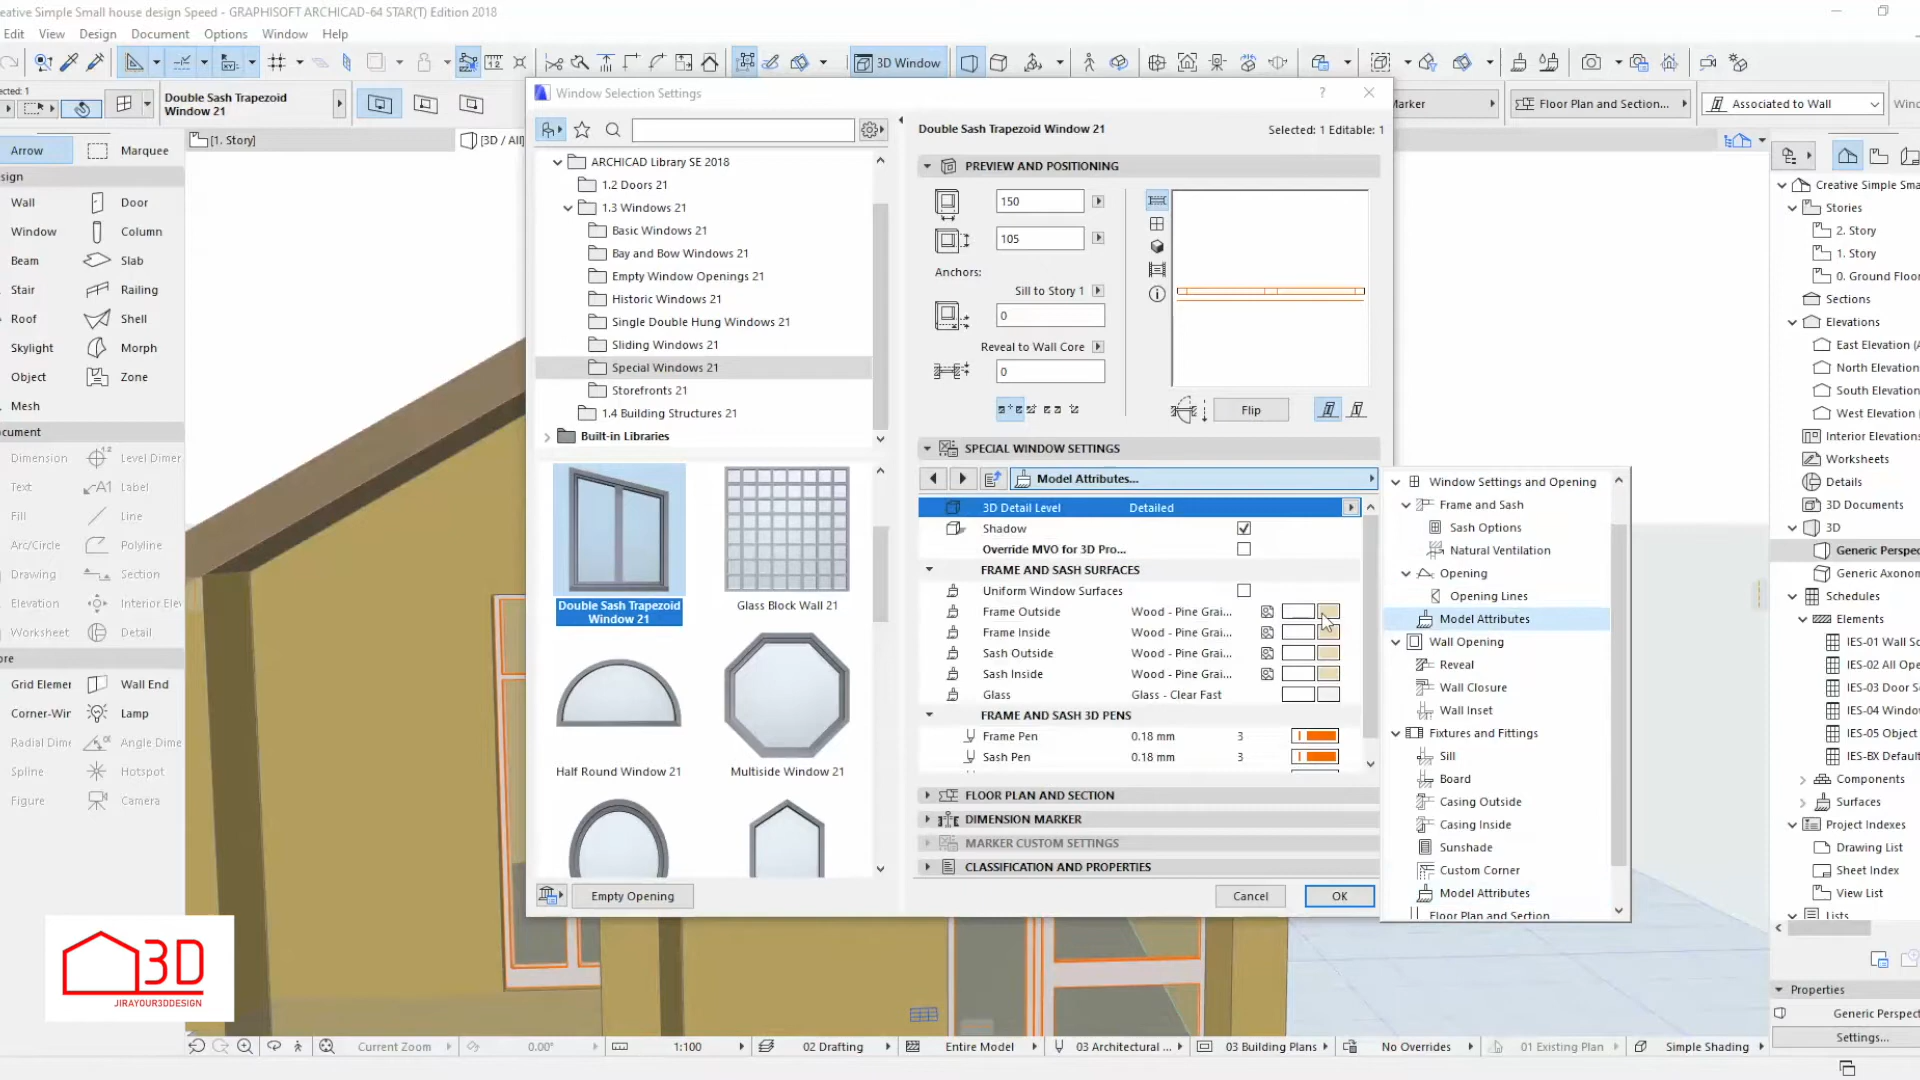 eative Simple Small house design Speed - GRAPHISOFT ARCHICAD-64 STAR(T) Edition 2018
Edit View Design Document Options Window Help
3D Window
ected: 1
Double Sash Trapezoid
Window 21
arker
Floor Plan and Section...
Associated to Wall
[1. Story]
[3D / All]
Arrow Marquee
sign
Wall Door
Window Column
Beam Slab
Stair Railing
Roof Shell
Skylight Morph
Object Zone
Mesh
cument
Dimension Level Dimer
Text A1 Label
Fill Line
Arc/Circle Polyline
Drawing Section
Elevation Interior Elev
Worksheet Detail
ore
Grid Elemer Wall End
Corner-Wir Lamp
Radial Dime Angle Dime
Spline Hotspot
Figure Camera
3D
JIRAYOUR3DDESIGN
Window Selection Settings
?
ARCHICAD Library SE 2018
1.2 Doors 21
1.3 Windows 21
Basic Windows 21
Bay and Bow Windows 21
Empty Window Openings 21
Historic Windows 21
Single Double Hung Windows 21
Sliding Windows 21
Special Windows 21
Storefronts 21
1.4 Building Structures 21
Built-in Libraries
Double Sash Trapezoid
Window 21
Glass Block Wall 21
Half Round Window 21
Multiside Window 21
Empty Opening
Double Sash Trapezoid Window 21
Selected: 1 Editable: 1
PREVIEW AND POSITIONING
150
105
Anchors:
Sill to Story 1
0
Reveal to Wall Core
0
Flip
SPECIAL WINDOW SETTINGS
Model Attributes...
3D Detail Level Detailed
Shadow
Override MVO for 3D Pro...
FRAME AND SASH SURFACES
Uniform Window Surfaces
Frame Outside Wood - Pine Grai...
Frame Inside Wood - Pine Grai...
Sash Outside Wood - Pine Grai...
Sash Inside Wood - Pine Grai...
Glass Glass - Clear Fast
FRAME AND SASH 3D PENS
Frame Pen 0.18 mm 3
Sash Pen 0.18 mm 3
FLOOR PLAN AND SECTION
DIMENSION MARKER
MARKER CUSTOM SETTINGS
CLASSIFICATION AND PROPERTIES
Cancel OK
Window Settings and Opening
Frame and Sash
Sash Options
Natural Ventilation
Opening
Opening Lines
Model Attributes
Wall Opening
Reveal
Wall Closure
Wall Inset
Fixtures and Fittings
Sill
Board
Casing Outside
Casing Inside
Sunshade
Custom Corner
Model Attributes
Floor Plan and Section
Creative Simple Sma
Stories
2. Story
1. Story
0. Ground Floo
Sections
Elevations
East Elevation (A
North Elevation
South Elevation
West Elevation (
Interior Elevations
Worksheets
Details
3D Documents
3D
Generic Perspec
Generic Axonom
Schedules
Elements
IES-01 Wall Sc
IES-02 All Ope
IES-03 Door S
IES-04 Window
IES-05 Object
IES-BX Default
Components
Surfaces
Project Indexes
Drawing List
Sheet Index
View List
Lists
Properties
Generic Perspec
Settings...
Current Zoom 0.00° 1:100 02 Drafting Entire Model 03 Architectural ... 03 Building Plans No Overrides 01 Existing Plan Simple Shading